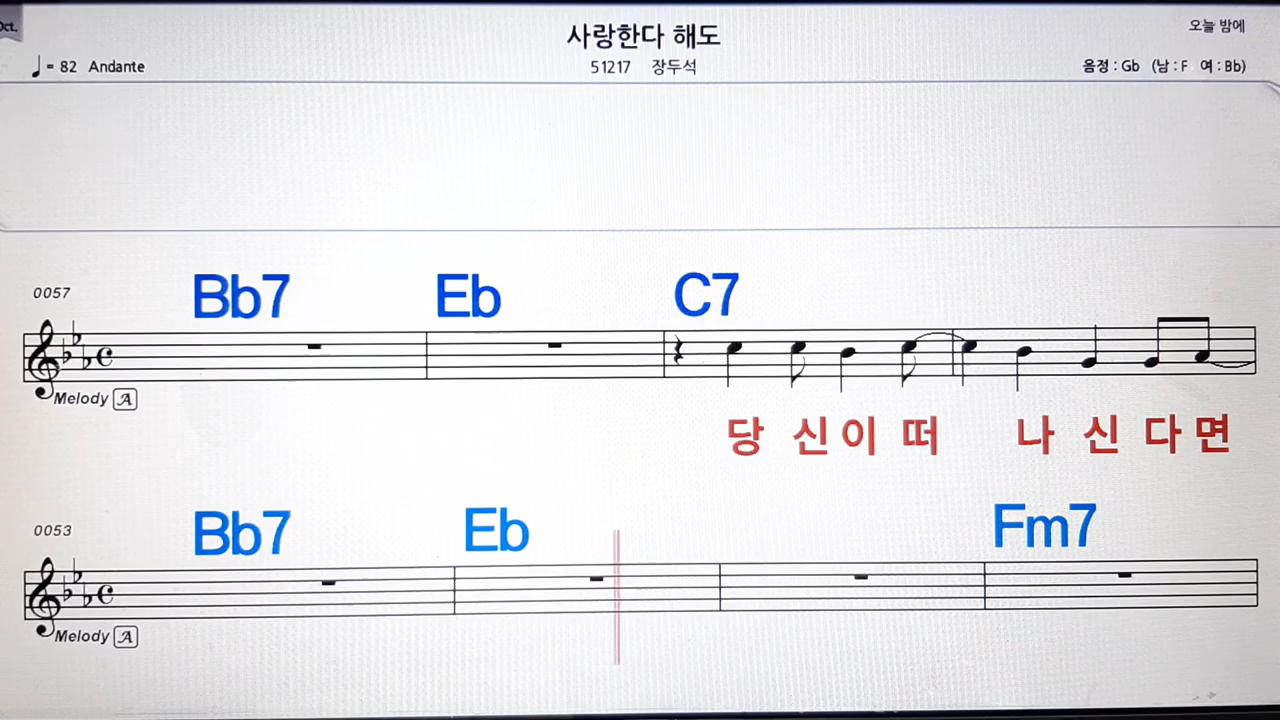 Oct.
사랑한다 해도
오늘 밤에
= 82 Andante
51217 장두석
음정 : Gb (남 : F 여 : Bb)
0057
Bb7 Eb C7
Melody A
당 신 이 떠 나 신 다 면
0053
Bb7 Eb Fm7
Melody A